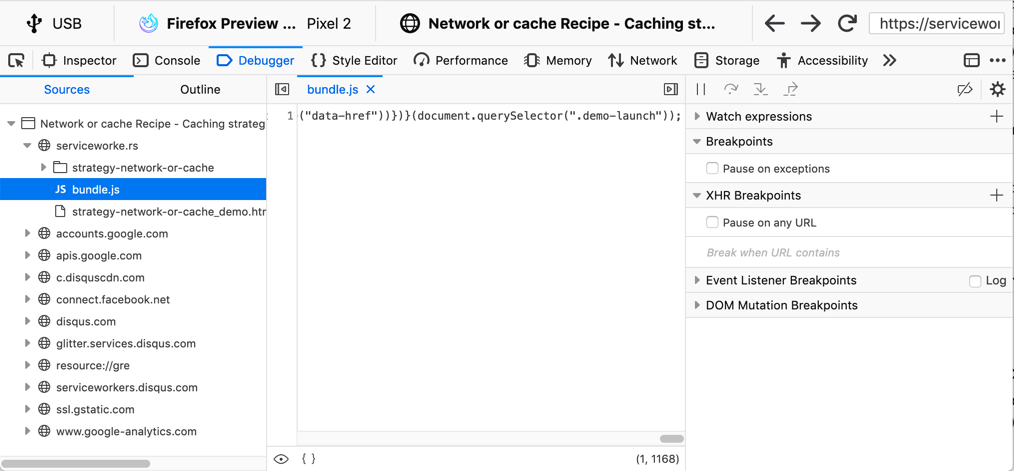 USB
Firefox Preview ... Pixel 2
Network or cache Recipe - Caching st...
https://servicewor
Inspector Console Debugger {} Style Editor Performance Memory Network Storage Accessibility
Sources Outline
bundle.js
Network or cache Recipe - Caching strateg
serviceworke.rs
strategy-network-or-cache
JS bundle.js
strategy-network-or-cache_demo.htm
accounts.google.com
apis.google.com
c.disquscdn.com
connect.facebook.net
disqus.com
glitter.services.disqus.com
resource://gre
serviceworkers.disqus.com
ssl.gstatic.com
www.google-analytics.com
1 ("data-href"))})}(document.querySelector(".demo-launch"));
{ } (1, 1168)
Watch expressions
Breakpoints
Pause on exceptions
XHR Breakpoints
Pause on any URL
Break when URL contains
Event Listener Breakpoints Log
DOM Mutation Breakpoints